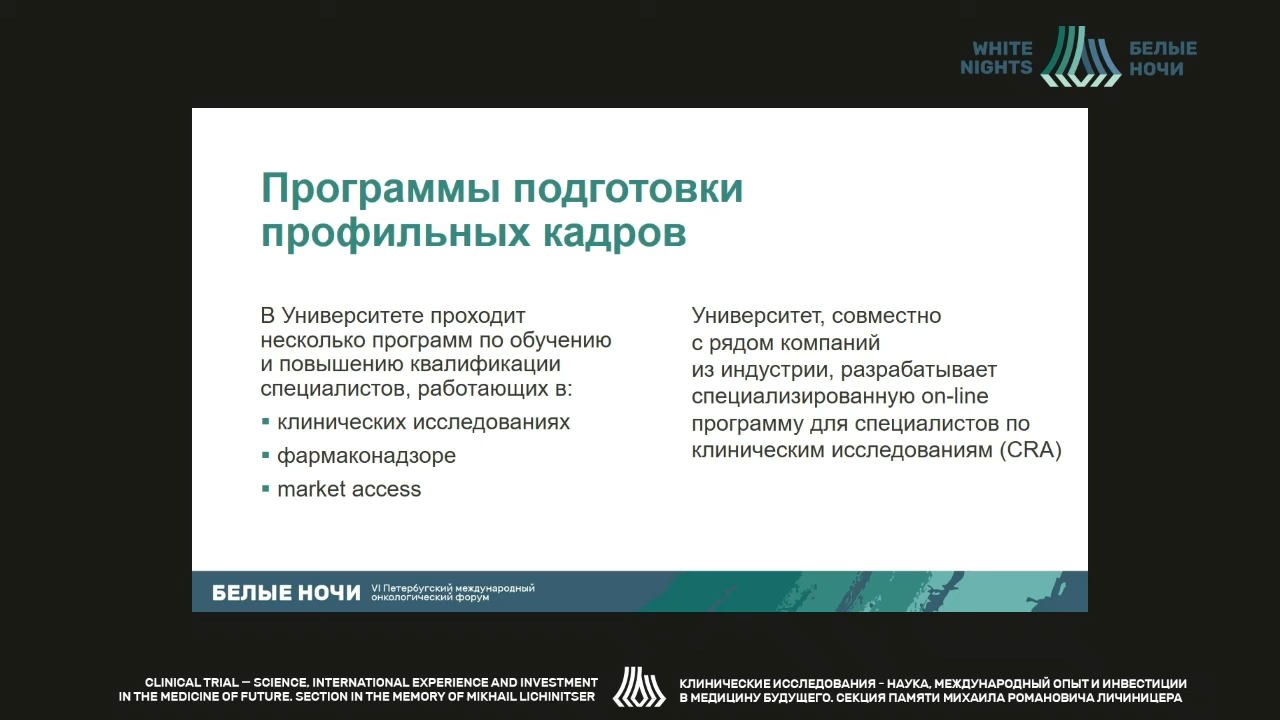 WHITE
NIGHTS
БЕЛЫЕ
НОЧИ
Программы подготовки
профильных кадров
В Университете проходит
несколько программ по обучению
и повышению квалификации
специалистов, работающих в:
▪ клинических исследованиях
▪ фармаконадзоре
▪ market access
Университет, совместно
с рядом компаний
из индустрии, разрабатывает
специализированную on-line
программу для специалистов по
клиническим исследованиям (CRA)
БЕЛЫЕ НОЧИ
VI Петербургский международный
онкологический форум
CLINICAL TRIAL – SCIENCE, INTERNATIONAL EXPERIENCE AND INVESTMENT
IN THE MEDICINE OF FUTURE. SECTION IN THE MEMORY OF MIKHAIL LICHINITSER
КЛИНИЧЕСКИЕ ИССЛЕДОВАНИЯ - НАУКА, МЕЖДУНАРОДНЫЙ ОПЫТ И ИНВЕСТИЦИИ
В МЕДИЦИНУ БУДУЩЕГО. СЕКЦИЯ ПАМЯТИ МИХАИЛА РОМАНОВИЧА ЛИЧИНИЦЕРА